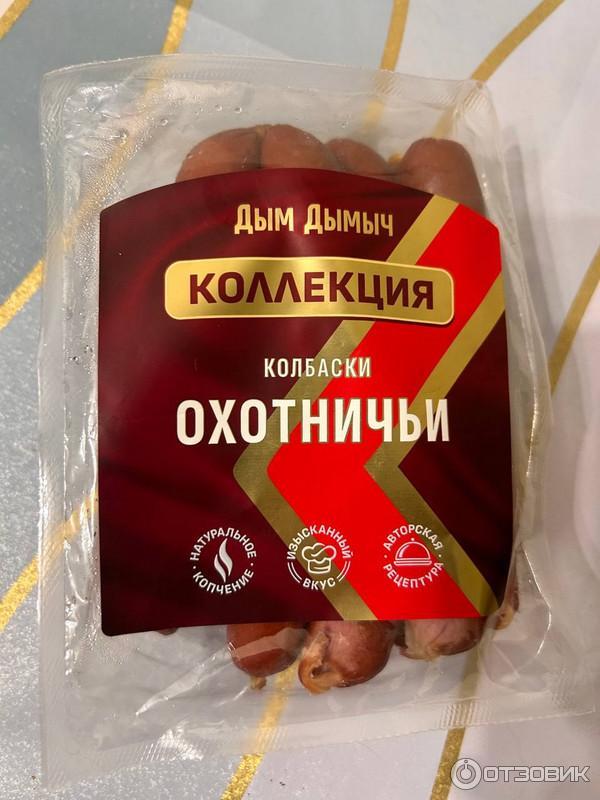 Дым Дымыч
КОЛЛЕКЦИЯ
КОЛБАСКИ
ОХОТНИЧЬИ
НАТУРАЛЬНОЕ КОПЧЕНИЕ
ИЗЫСКАННЫЙ ВКУС
АВТОРСКАЯ РЕЦЕПТУРА
ОТЗОВИК